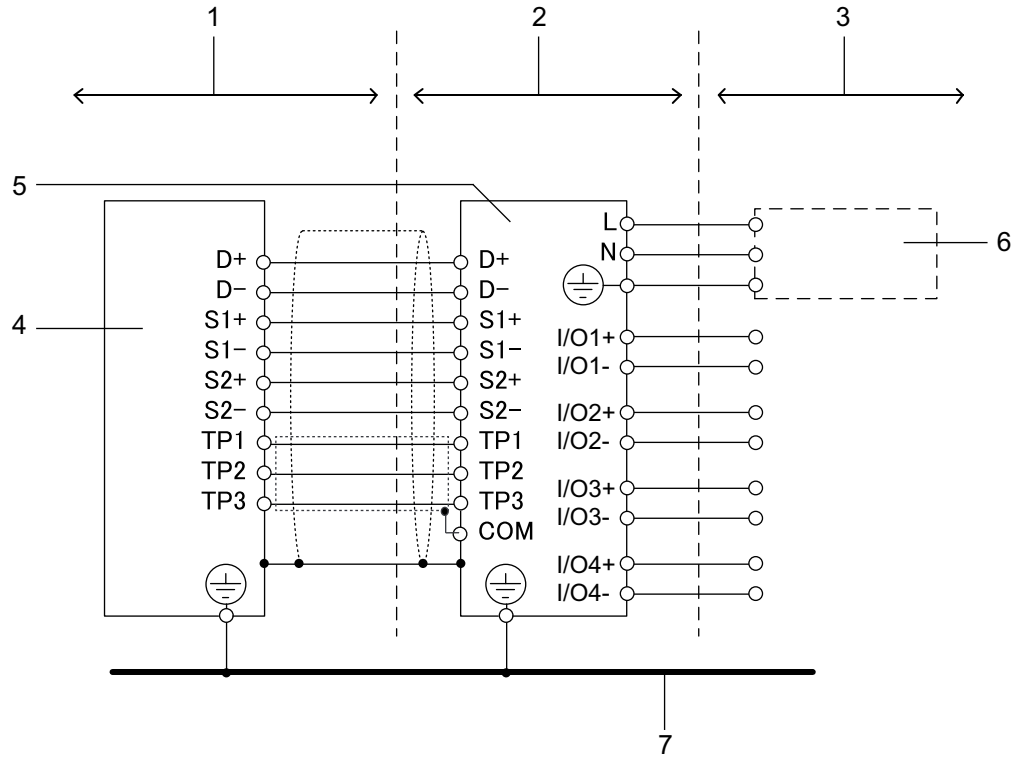 1
2
3
5
4
6
D+
D−
S1+
S1−
S2+
S2−
TP1
TP2
TP3
D+
D−
S1+
S1−
S2+
S2−
TP1
TP2
TP3
COM
L
N
I/O1+
I/O1-
I/O2+
I/O2-
I/O3+
I/O3-
I/O4+
I/O4-
7